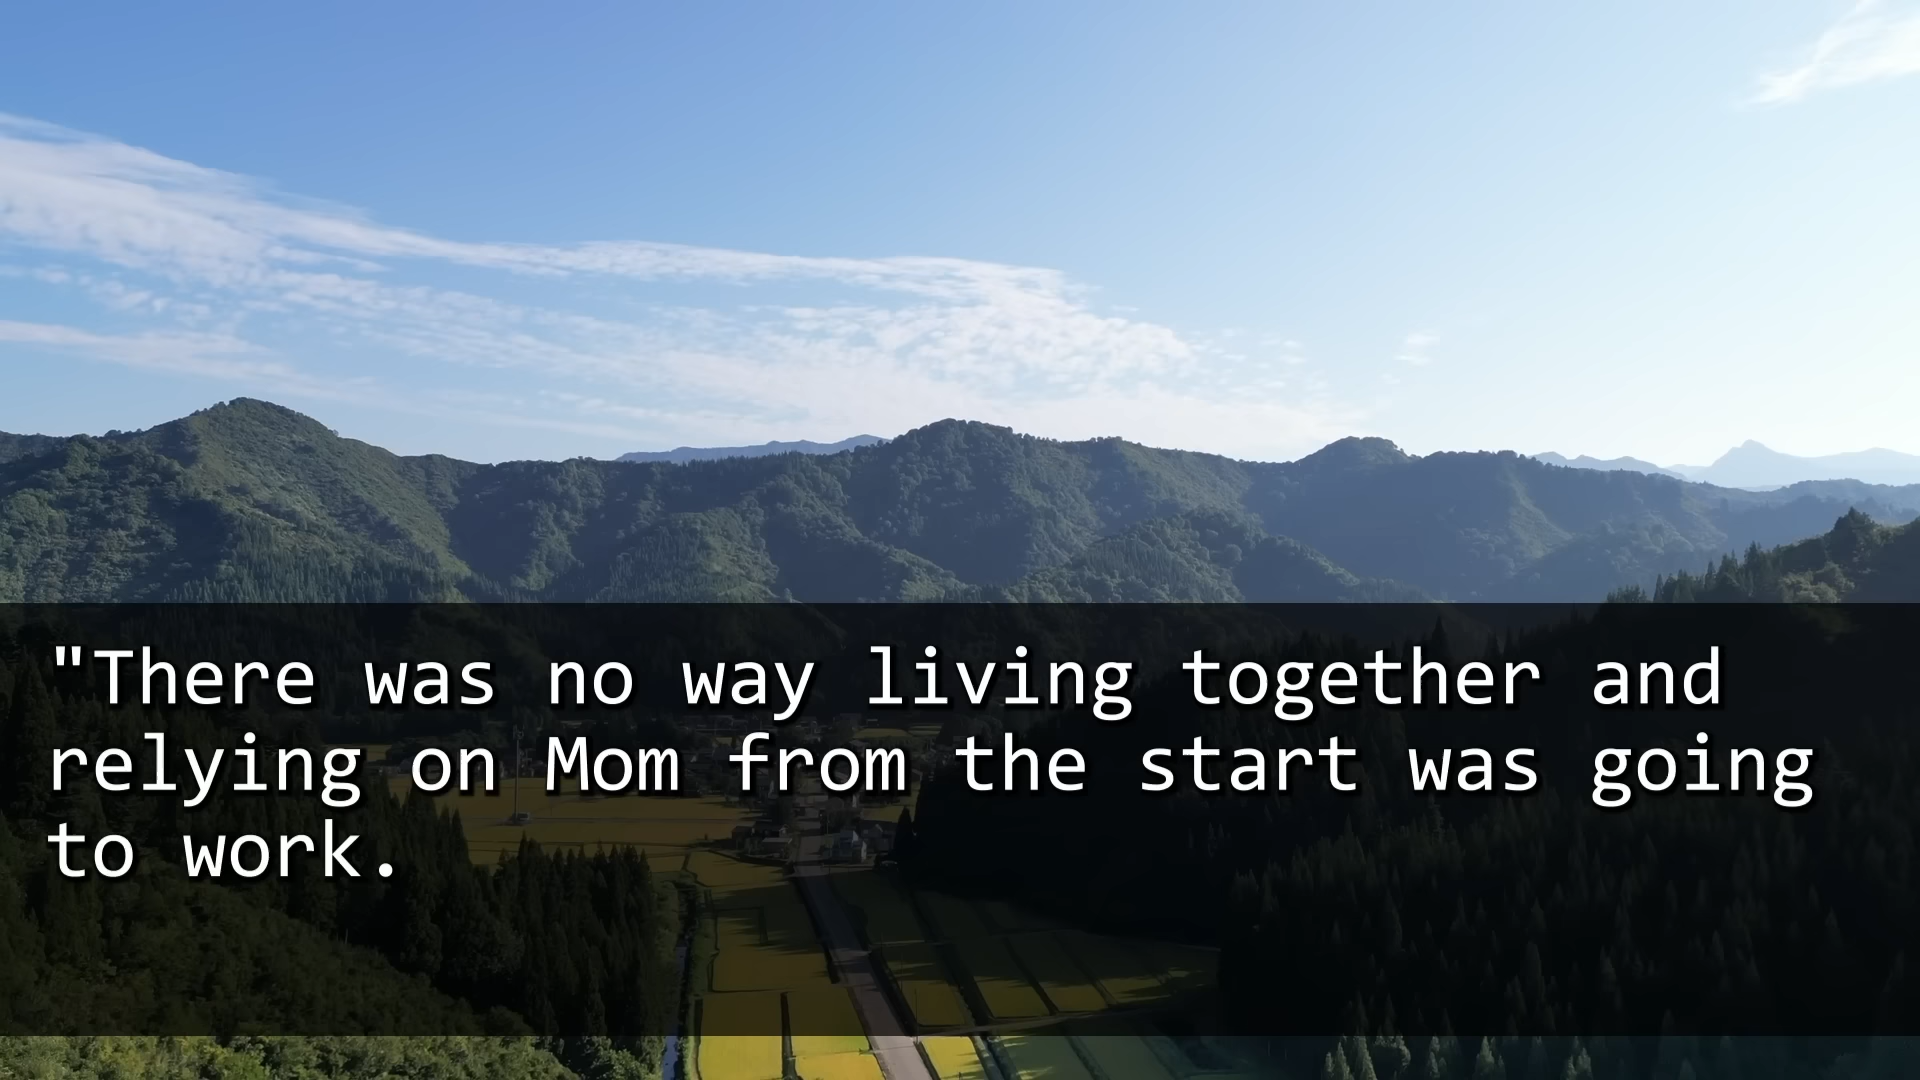 "There was no way living together and
relying on Mom from the start was going
to work.